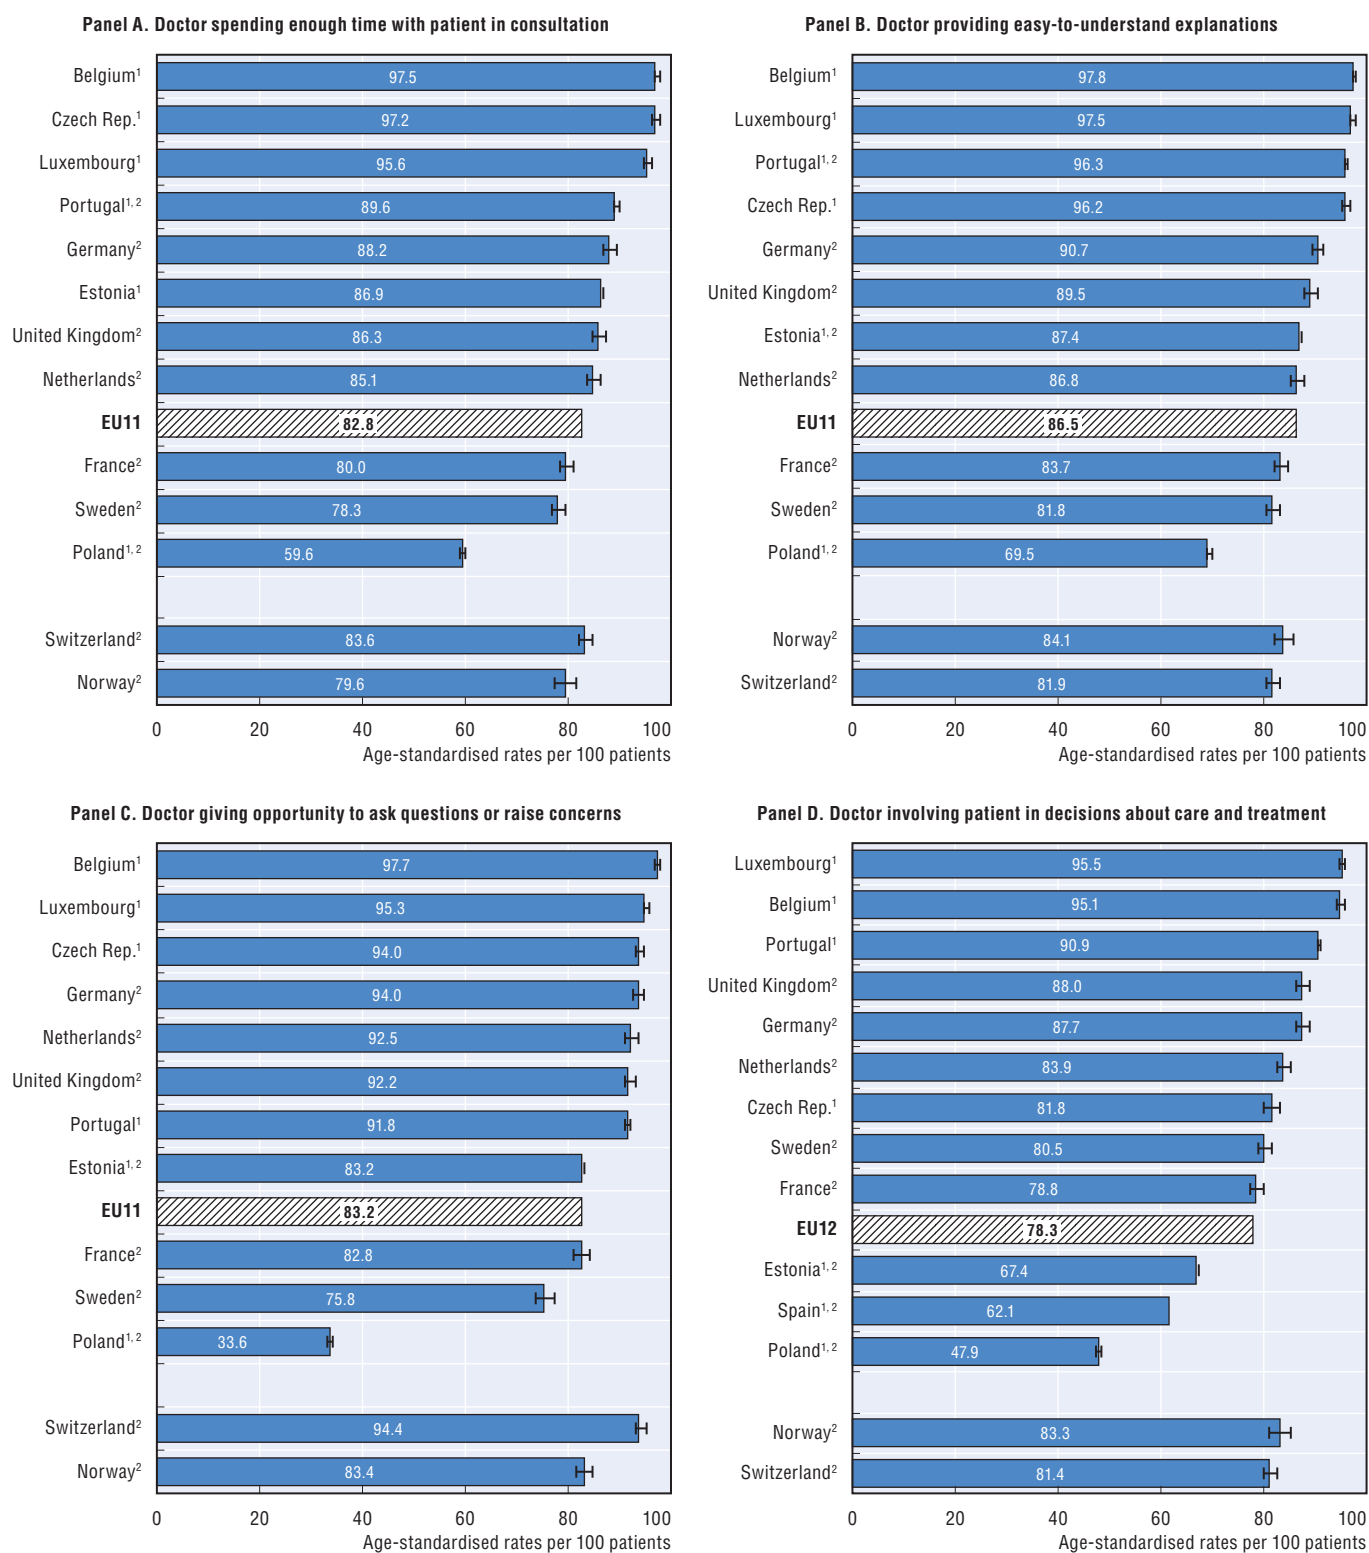 Panel A. Doctor spending enough time with patient in consultation
Belgium¹ 97.5
Czech Rep.¹ 97.2
Luxembourg¹ 95.6
Portugal¹,² 89.6
Germany² 88.2
Estonia¹ 86.9
United Kingdom² 86.3
Netherlands² 85.1
EU11 82.8
France² 80.0
Sweden² 78.3
Poland¹,² 59.6
Switzerland² 83.6
Norway² 79.6
0 20 40 60 80 100
Age-standardised rates per 100 patients
Panel B. Doctor providing easy-to-understand explanations
Belgium¹ 97.8
Luxembourg¹ 97.5
Portugal¹,² 96.3
Czech Rep.¹ 96.2
Germany² 90.7
United Kingdom² 89.5
Estonia¹,² 87.4
Netherlands² 86.8
EU11 86.5
France² 83.7
Sweden² 81.8
Poland¹,² 69.5
Norway² 84.1
Switzerland² 81.9
0 20 40 60 80 100
Age-standardised rates per 100 patients
Panel C. Doctor giving opportunity to ask questions or raise concerns
Belgium¹ 97.7
Luxembourg¹ 95.3
Czech Rep.¹ 94.0
Germany² 94.0
Netherlands² 92.5
United Kingdom² 92.2
Portugal¹ 91.8
Estonia¹,² 83.2
EU11 83.2
France² 82.8
Sweden² 75.8
Poland¹,² 33.6
Switzerland² 94.4
Norway² 83.4
0 20 40 60 80 100
Age-standardised rates per 100 patients
Panel D. Doctor involving patient in decisions about care and treatment
Luxembourg¹ 95.5
Belgium¹ 95.1
Portugal¹ 90.9
United Kingdom² 88.0
Germany² 87.7
Netherlands² 83.9
Czech Rep.¹ 81.8
Sweden² 80.5
France² 78.8
EU12 78.3
Estonia¹,² 67.4
Spain¹,² 62.1
Poland¹,² 47.9
Norway² 83.3
Switzerland² 81.4
0 20 40 60 80 100
Age-standardised rates per 100 patients